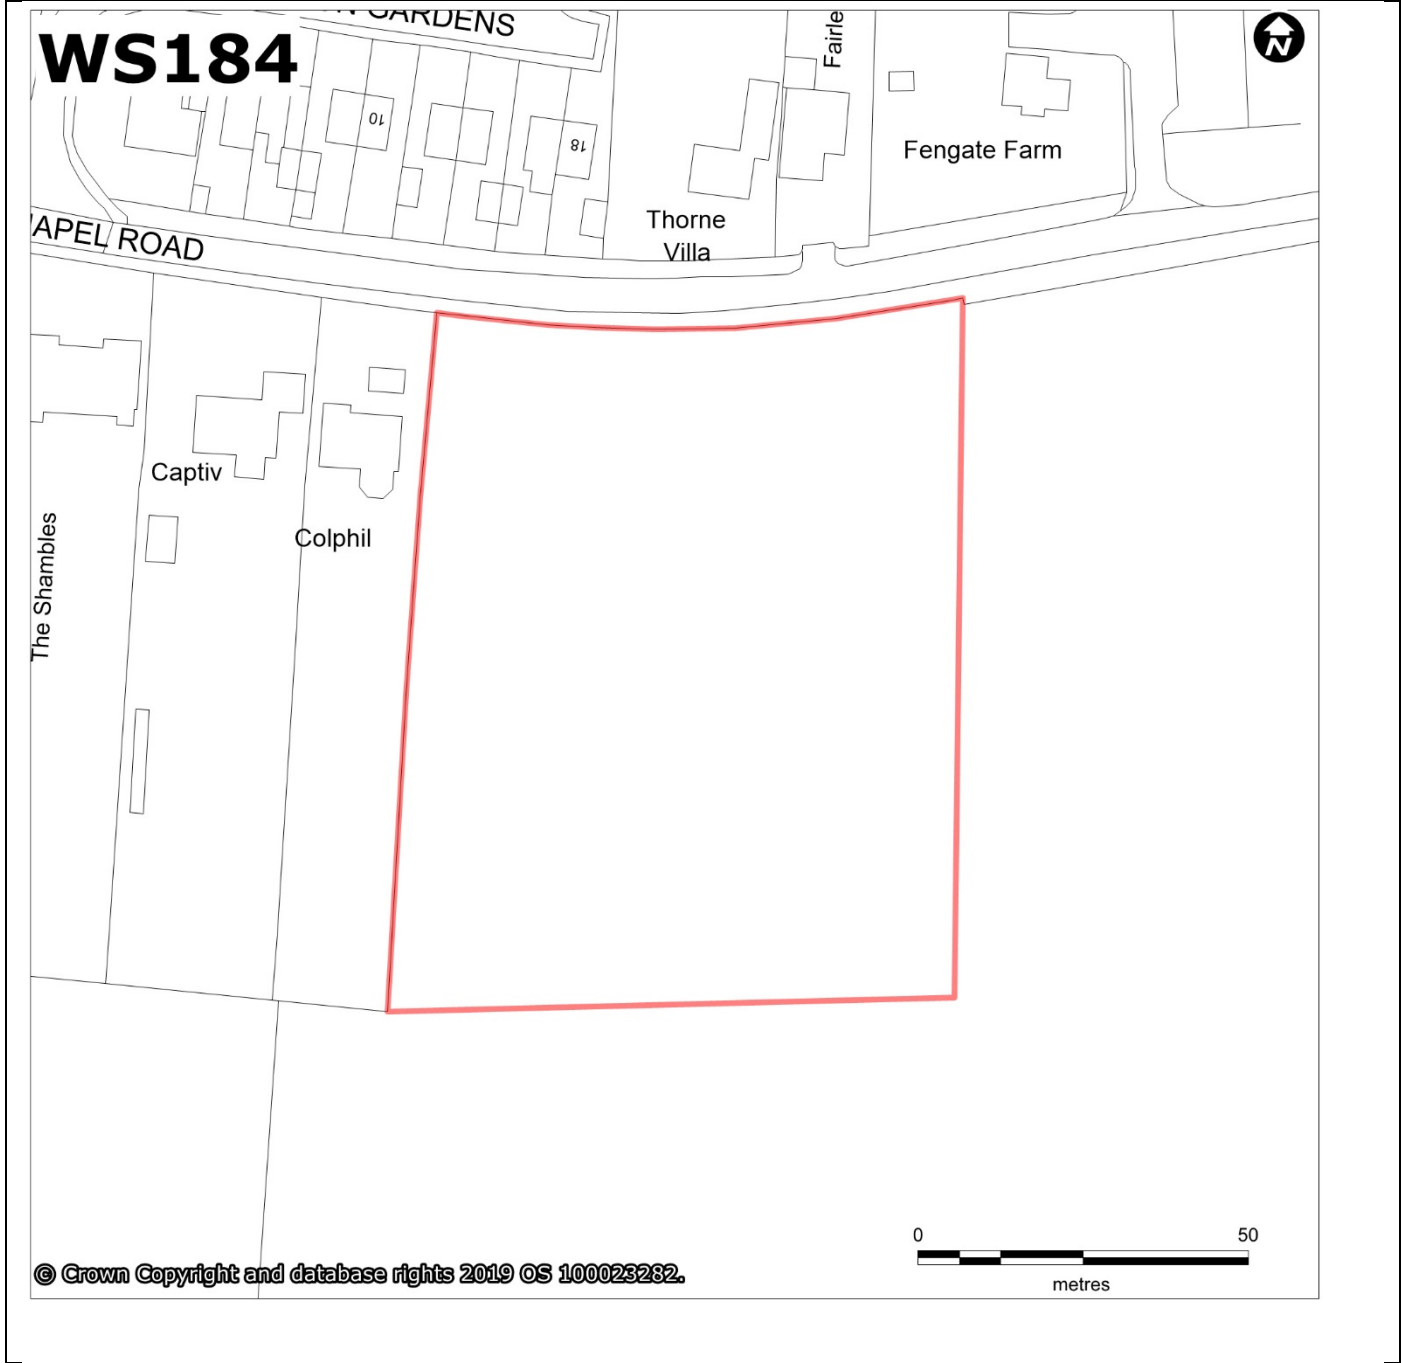 GARDENS
WS184
N
Fairle
10
18
Fengate Farm
Thorne
Villa
APEL ROAD
Captiv
Colphil
The Shambles
0 50
metres
© Crown Copyright and database rights 2019 OS 100023282.